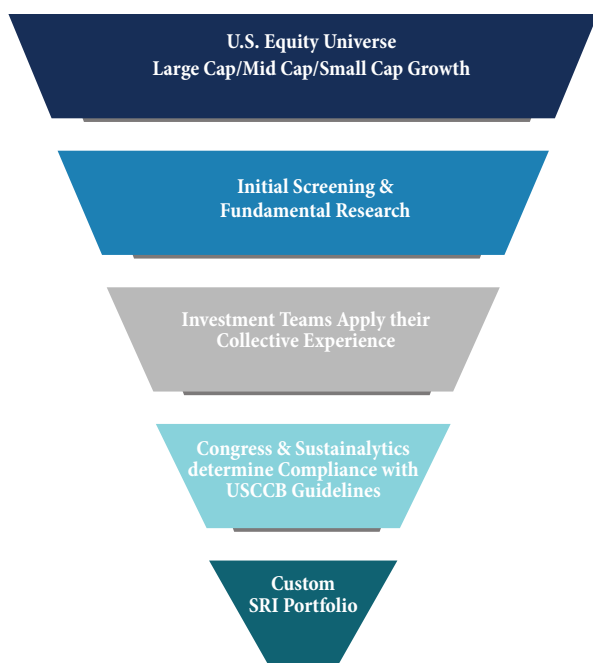 U.S. Equity Universe
Large Cap/Mid Cap/Small Cap Growth
Initial Screening &
Fundamental Research
Investment Teams Apply their
Collective Experience
Congress & Sustainalytics
determine Compliance with
USCCB Guidelines
Custom
SRI Portfolio